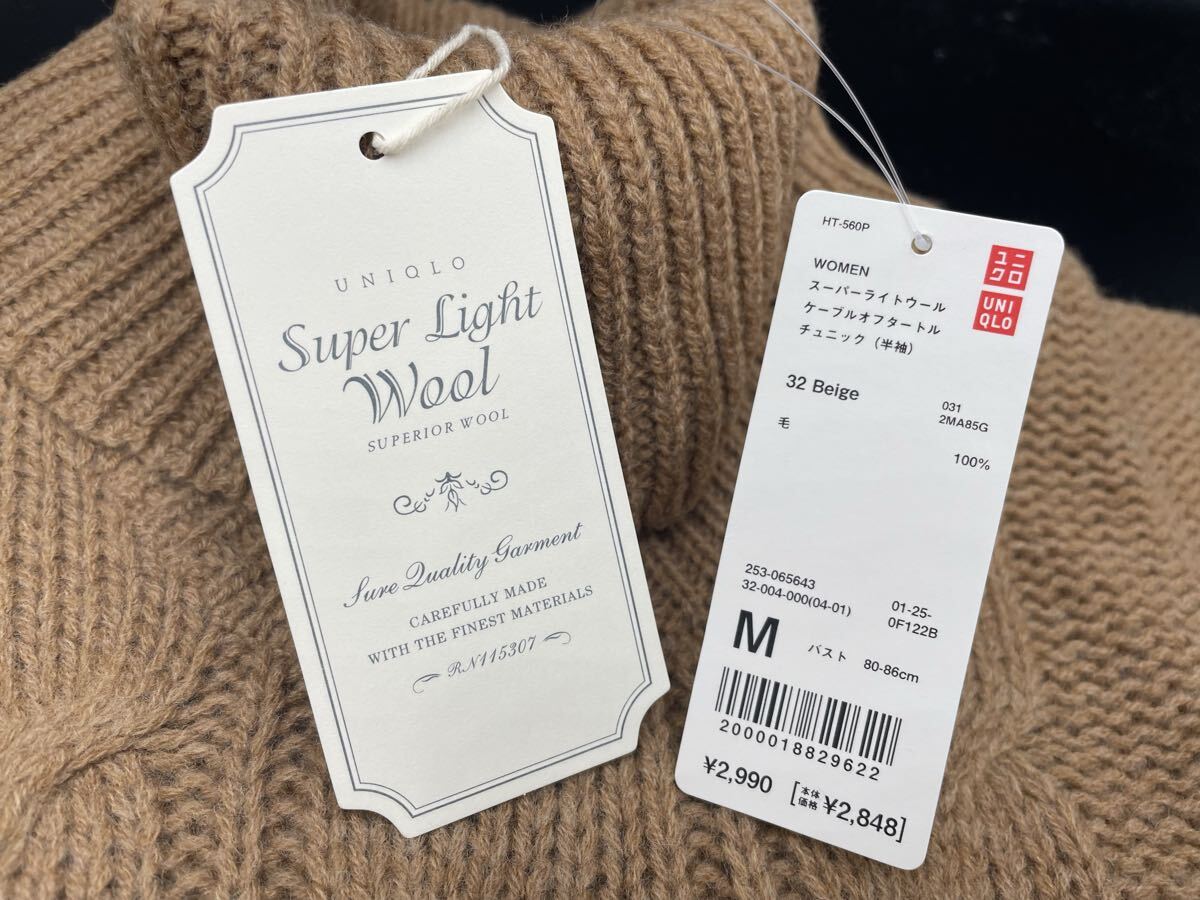 UNIQLO
Super Light
Wool
SUPERIOR WOOL
Sure Quality Garment
CAREFULLY MADE
WITH THE FINEST MATERIALS
RN115307
HT-560P
ユニ
クロ
UNI
QLO
WOMEN
スーパーライトウール
ケーブルオフタートル
チュニック（半袖）
32 Beige
031
2MA85G
毛
100%
253-065643
32-004-000(04-01)
01-25-
0F122B
M バスト 80-86cm
2000018829622
¥2,990 [本体価格 ¥2,848]